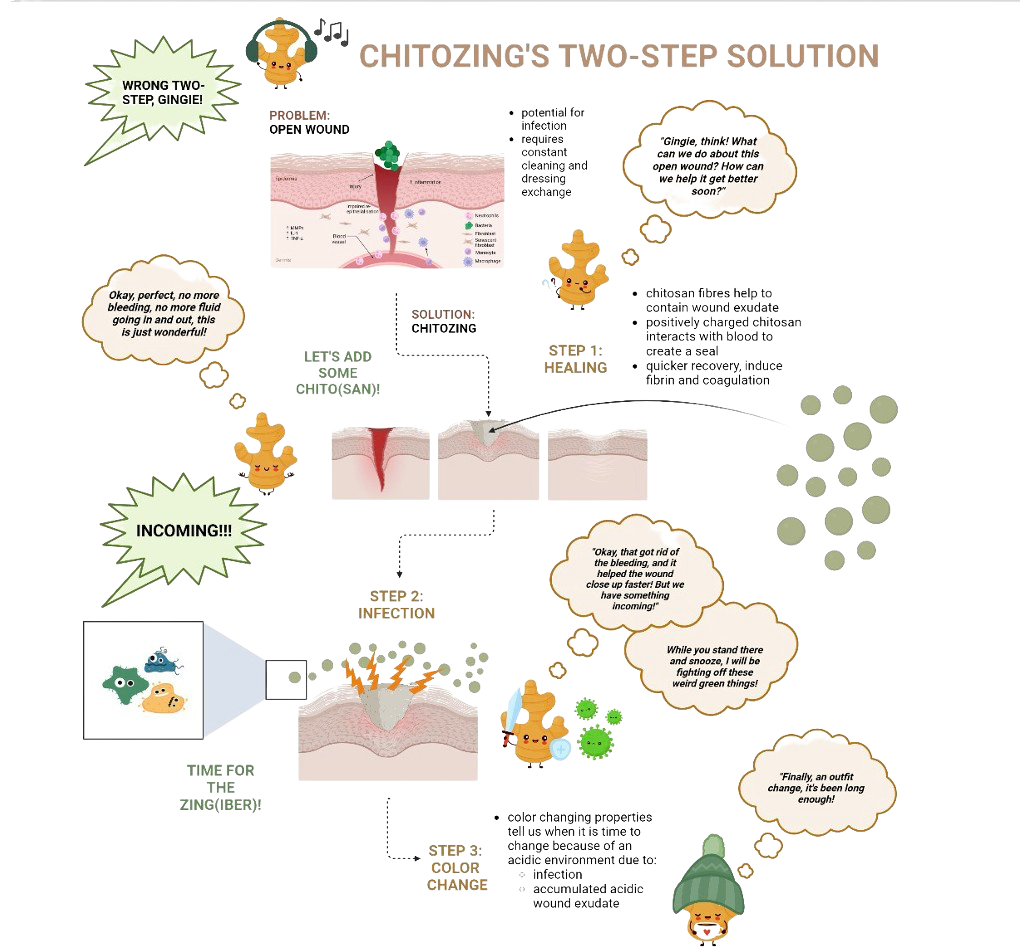 CHITOZING'S TWO-STEP SOLUTION
WRONG TWO-
STEP, GINGIE!
PROBLEM:
OPEN WOUND
• potential for
infection
• requires
constant
cleaning and
dressing
exchange
"Gingie, think! What
can we do about this
open wound? How can
we help it get better
soon?"
Epidermis
Injury
Impaired re-
epithelialisation
Blood
vessel
Neutrophils
Bacteria
Fibroblast
Senescent
fibroblast
Monocyte
Macrophage
Okay, perfect, no more
bleeding, no more fluid
going in and out, this
is just wonderful!
SOLUTION:
CHITOZING
LET'S ADD
SOME
CHITO(SAN)!
STEP 1:
HEALING
• chitosan fibres help to
contain wound exudate
• positively charged chitosan
interacts with blood to
create a seal
• quicker recovery, induce
fibrin and coagulation
INCOMING!!!
STEP 2:
INFECTION
"Okay, that got rid of
the bleeding, and it
helped the wound
close up faster! But we
have something
incoming!"
While you stand there
and snooze, I will be
fighting off these
weird green things!
TIME FOR
THE
ZING(IBER)!
STEP 3:
COLOR
CHANGE
• color changing properties
tell us when it is time to
change because of an
acidic environment due to:
○ infection
○ accumulated acidic
wound exudate
"Finally, an outfit
change, it's been long
enough!"